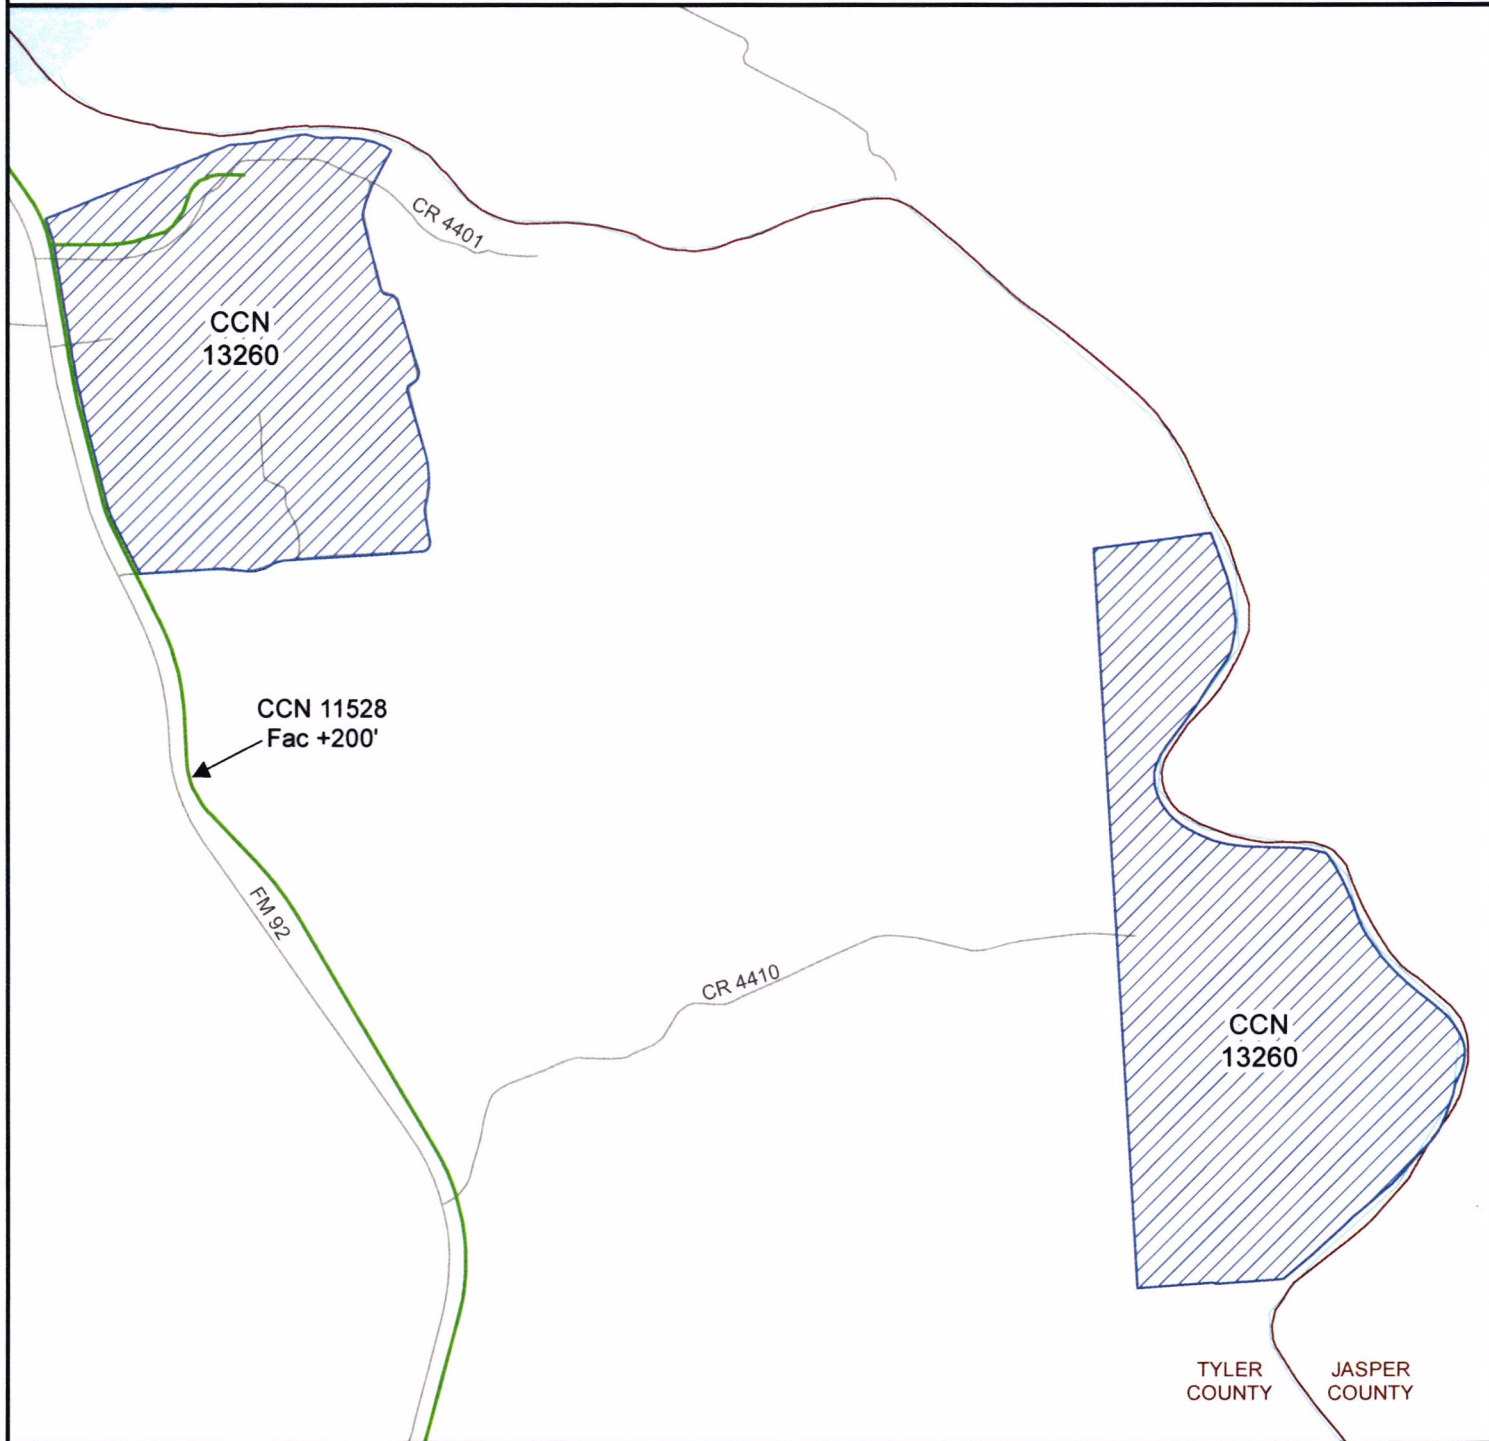 CR 4401
CCN
13260
CCN 11528
Fac +200'
FM 92
CR 4410
CCN
13260
TYLER
COUNTY
JASPER
COUNTY